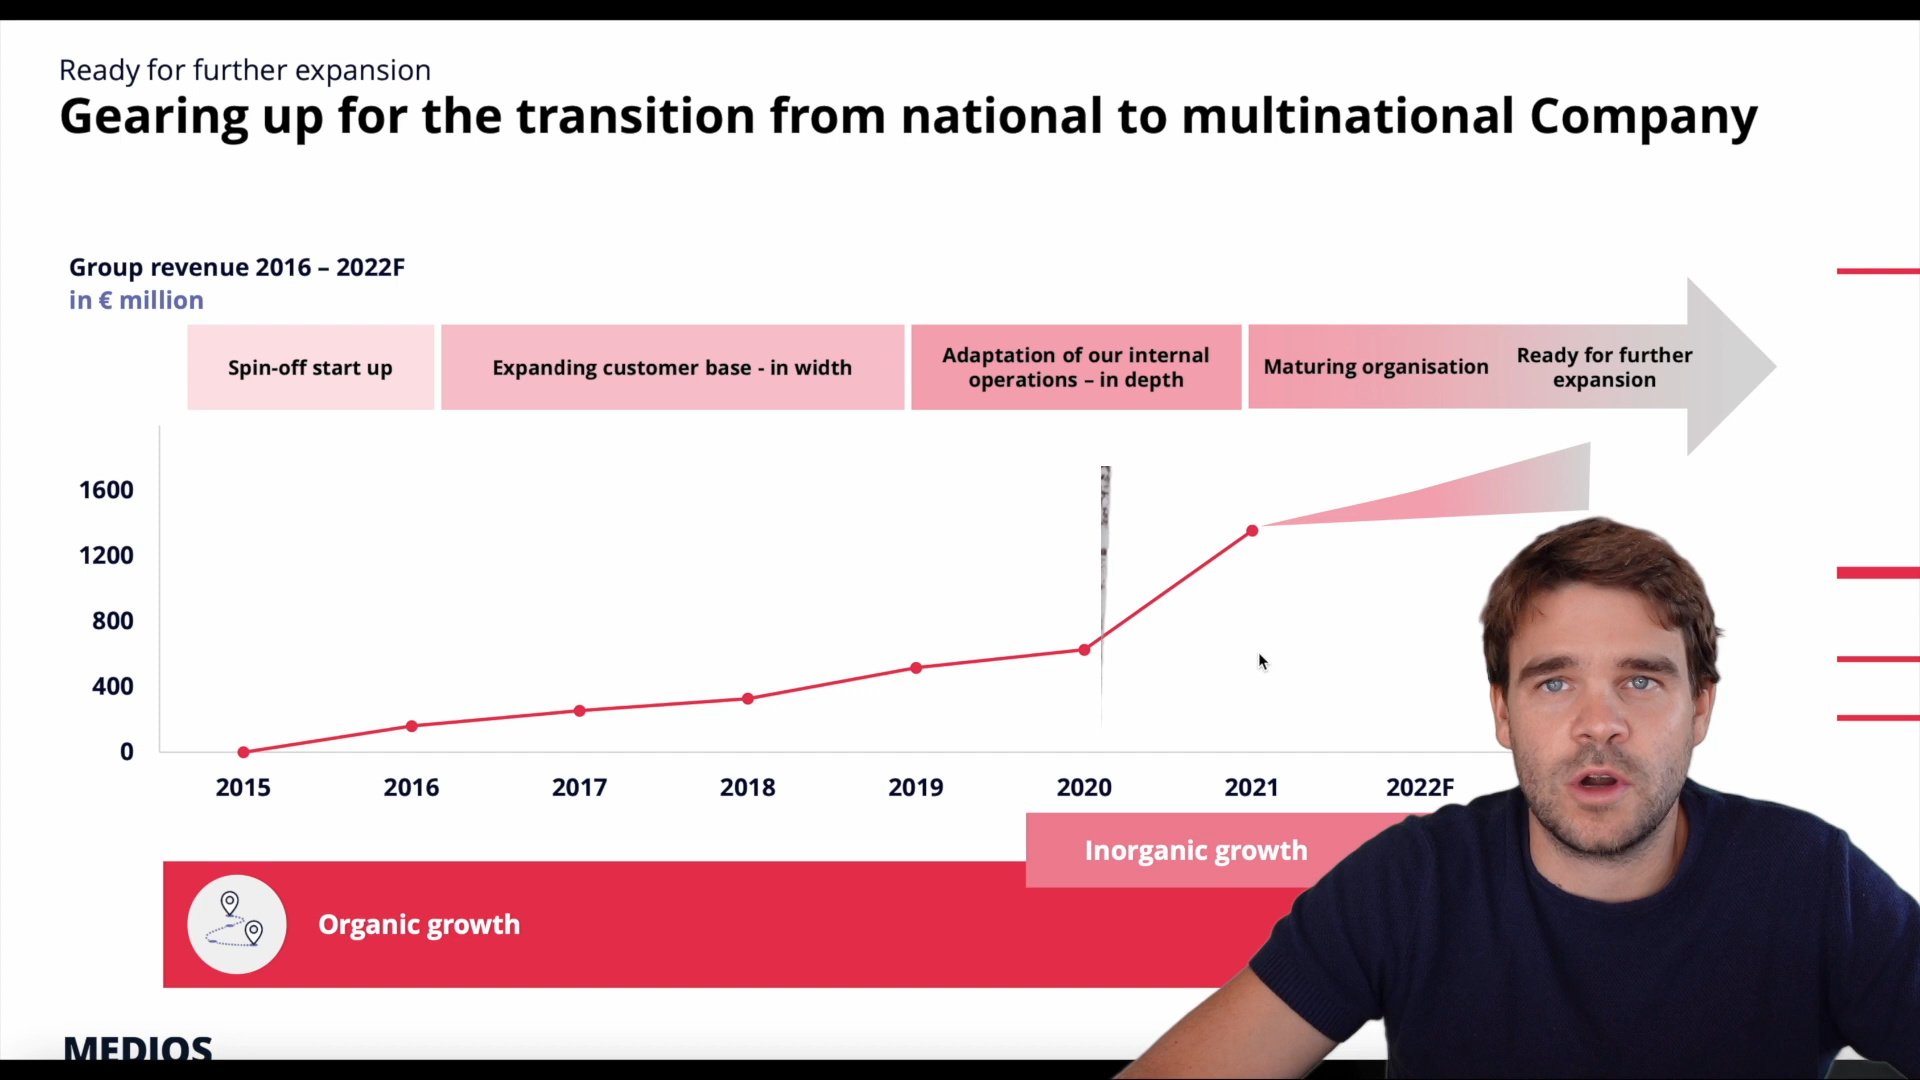 Ready for further expansion
Gearing up for the transition from national to multinational Company
Group revenue 2016 – 2022F
in € million
Spin-off start up
Expanding customer base - in width
Adaptation of our internal
operations – in depth
Maturing organisation
Ready for further
expansion
1600
1200
800
400
0
2015
2016
2017
2018
2019
2020
2021
2022F
Inorganic growth
Organic growth
MEDIOS